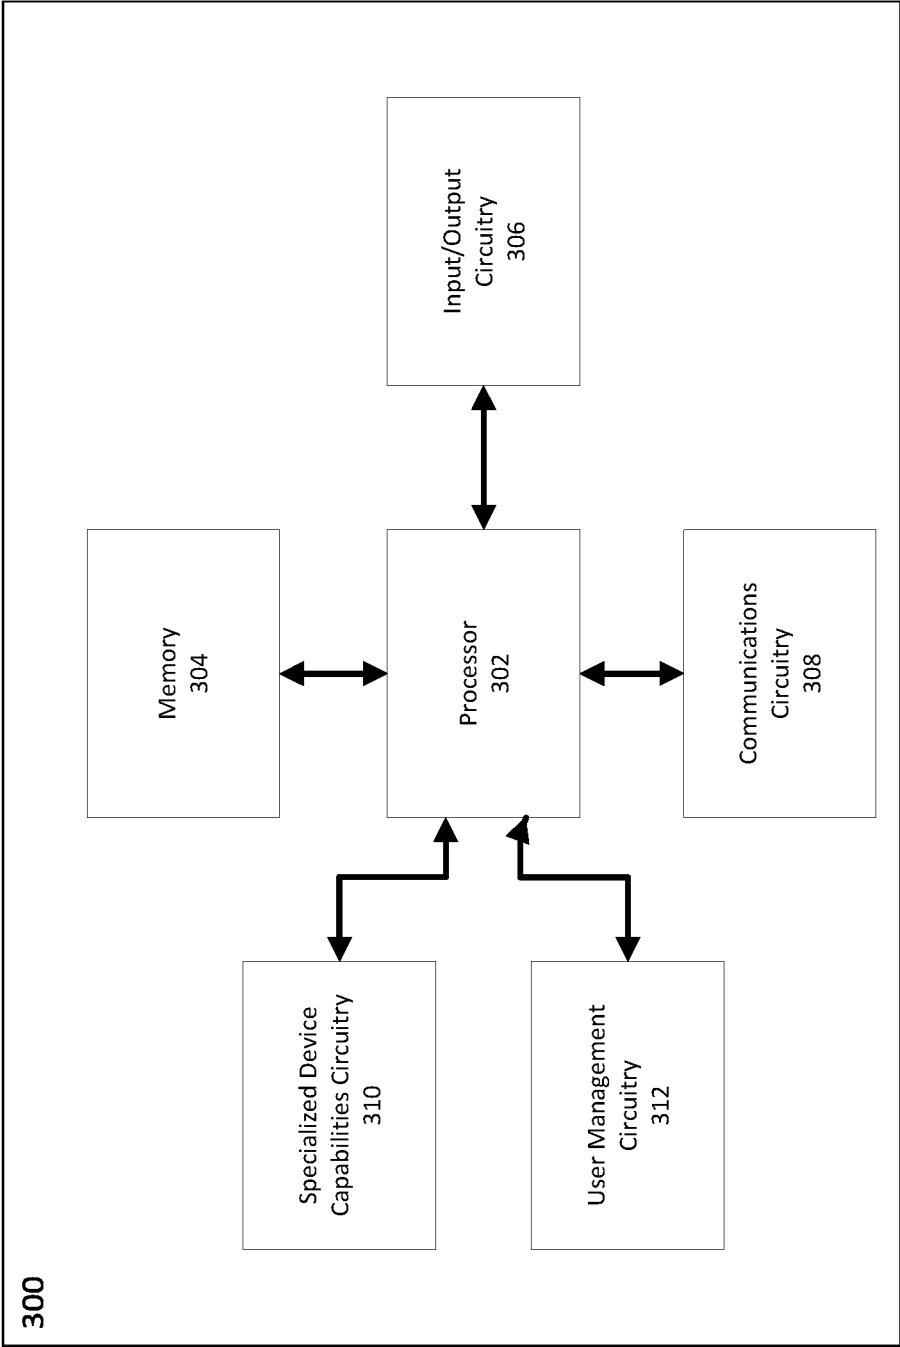 300
Specialized Device
Capabilities Circuitry
310
User Management
Circuitry
312
Memory
304
Processor
302
Communications
Circuitry
308
Input/Output
Circuitry
306